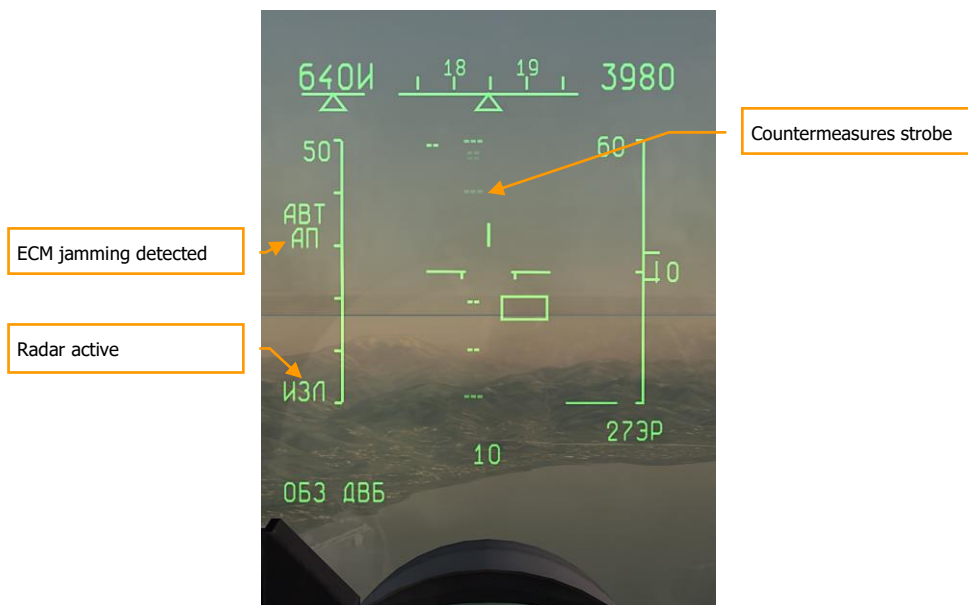 640И
18 19
3980
Countermeasures strobe
50
60
АВТ
АП
ECM jamming detected
10
Radar active
ИЗЛ
27ЭР
10
ОБЗ ДВБ